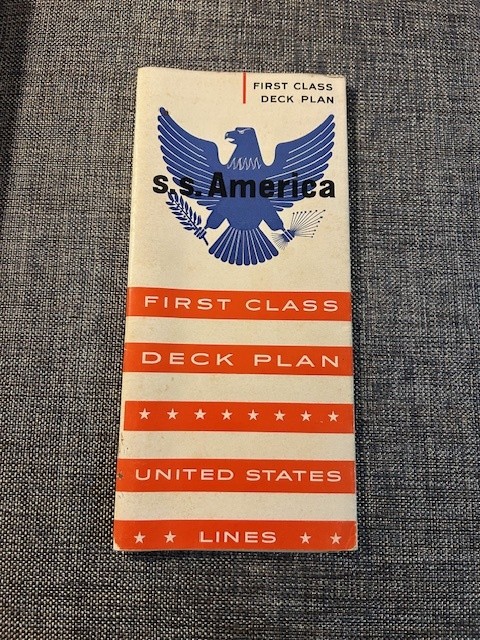 FIRST CLASS
DECK PLAN
s.s. America
FIRST CLASS
DECK PLAN
UNITED STATES
LINES